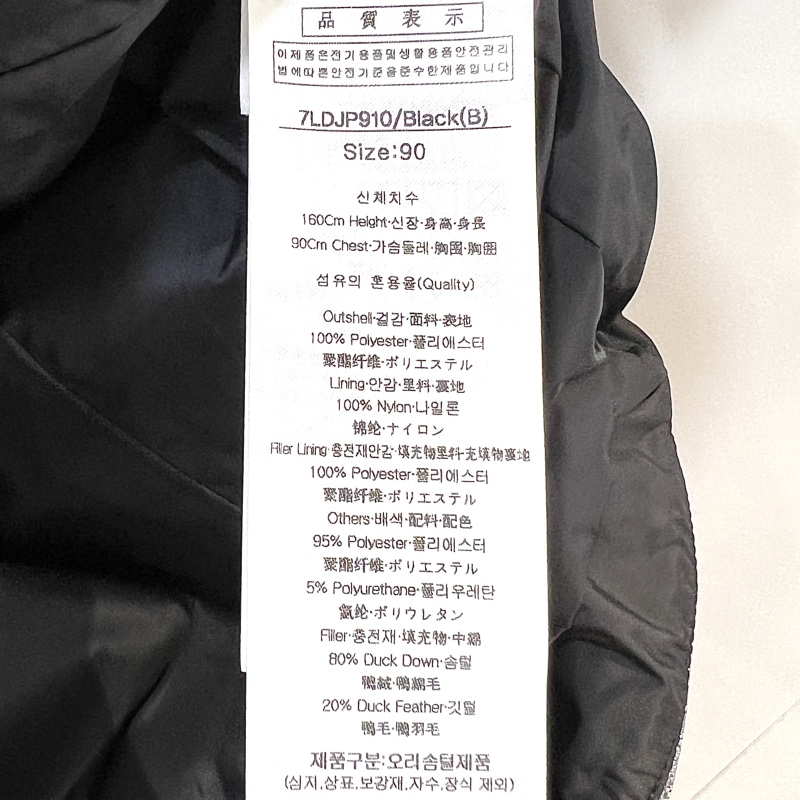 品質表示
이제품은전기용품및생활용품안전관리
법에따른안전기준을준수한제품입니다
7LDJP910/Black(B)
Size:90
신체치수
160Cm Height·신장·身高·身長
90Cm Chest·가슴둘레·胸围·胸囲
섬유의 혼용율(Quality)
Outshell·겉감·面料·表地
100% Polyester·폴리에스터
聚酯纤维·ポリエステル
Lining·안감·里料·裏地
100% Nylon·나일론
锦纶·ナイロン
Filler Lining·충전재안감·填充物里料·充填物裏地
100% Polyester·폴리에스터
聚酯纤维·ポリエステル
Others·배색·配料·配色
95% Polyester·폴리에스터
聚酯纤维·ポリエステル
5% Polyurethane·폴리우레탄
氨纶·ポリウレタン
Filler·충전재·填充物·中綿
80% Duck Down·솜털
鸭绒·鴨綿毛
20% Duck Feather·깃털
鸭毛·鴨羽毛
제품구분:오리솜털제품
(심지,상표,보강재,자수,장식 제외)